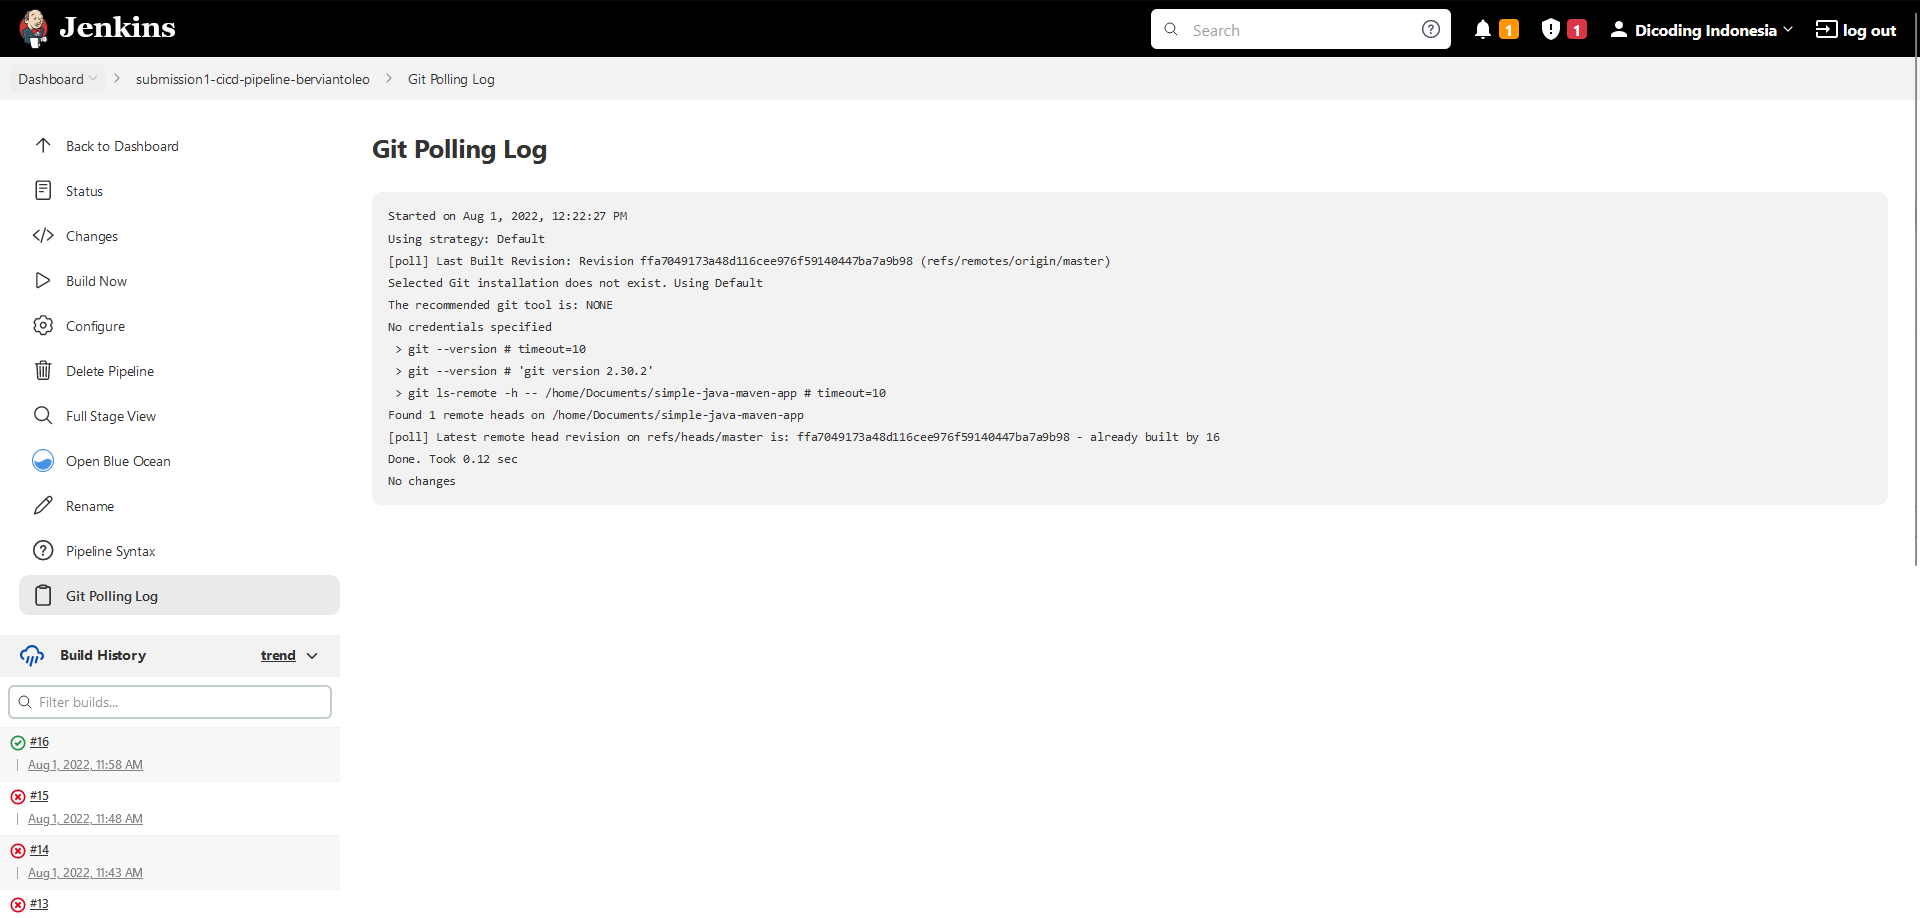 Jenkins
Search
1
1
Dicoding Indonesia
log out
Dashboard
submission1-cicd-pipeline-berviantoleo
Git Polling Log
Back to Dashboard
Status
Changes
Build Now
Configure
Delete Pipeline
Full Stage View
Open Blue Ocean
Rename
Pipeline Syntax
Git Polling Log
Build History
trend
Filter builds...
#16
Aug 1, 2022, 11:58 AM
#15
Aug 1, 2022, 11:48 AM
#14
Aug 1, 2022, 11:43 AM
#13
Git Polling Log
Started on Aug 1, 2022, 12:22:27 PM
Using strategy: Default
[poll] Last Built Revision: Revision ffa7049173a48d116cee976f59140447ba7a9b98 (refs/remotes/origin/master)
Selected Git installation does not exist. Using Default
The recommended git tool is: NONE
No credentials specified
> git --version # timeout=10
> git --version # 'git version 2.30.2'
> git ls-remote -h -- /home/Documents/simple-java-maven-app # timeout=10
Found 1 remote heads on /home/Documents/simple-java-maven-app
[poll] Latest remote head revision on refs/heads/master is: ffa7049173a48d116cee976f59140447ba7a9b98 - already built by 16
Done. Took 0.12 sec
No changes